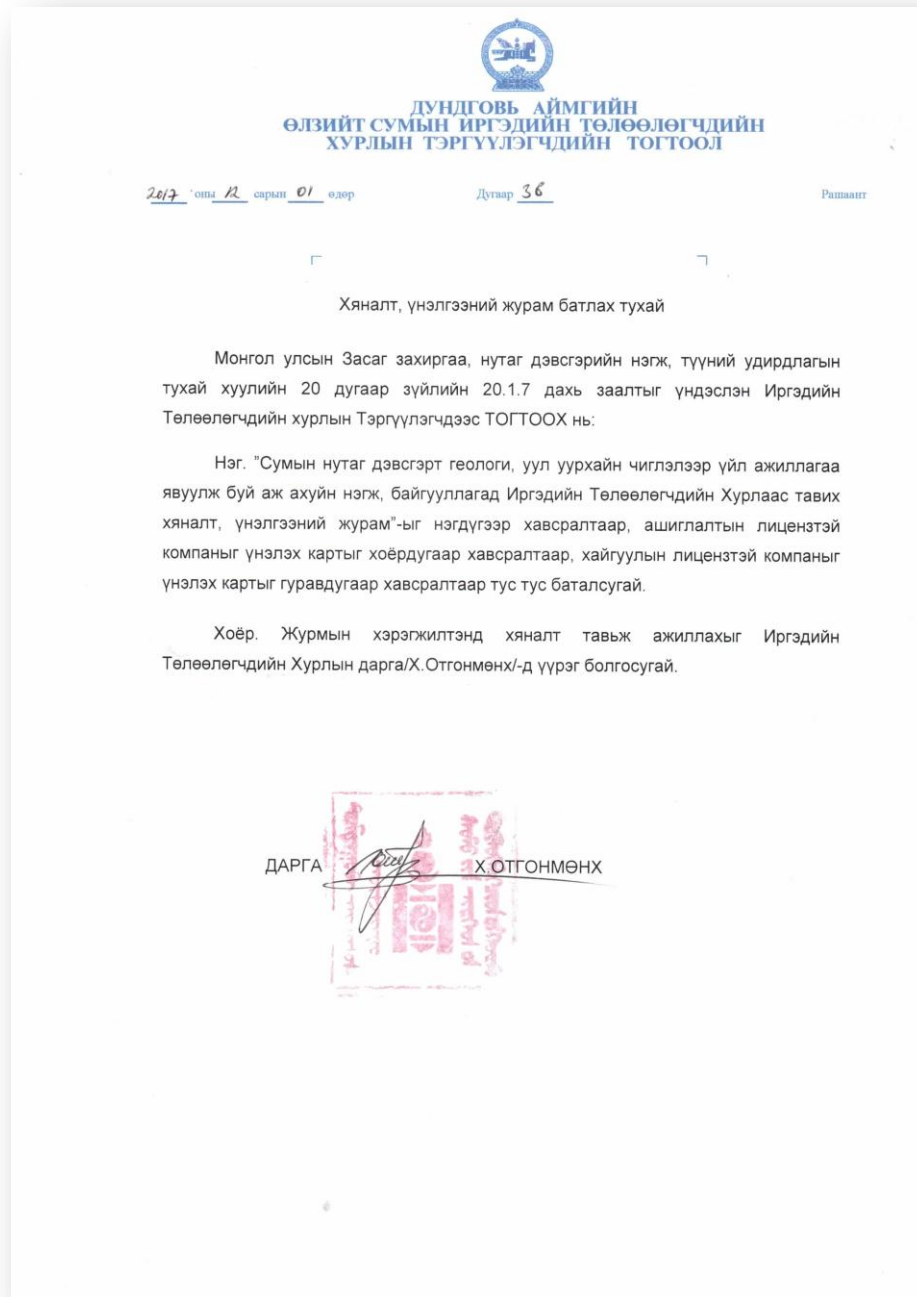 ДУНДГОВЬ АЙМГИЙН
ӨЛЗИЙТ СУМЫН ИРГЭДИЙН ТӨЛӨӨЛӨГЧДИЙН
ХУРЛЫН ТЭРГҮҮЛЭГЧДИЙН ТОГТООЛ
2017 оны 12 сарын 01 өдөр Дугаар 36 Рашаант
Хяналт, үнэлгээний журам батлах тухай
Монгол улсын Засаг захиргаа, нутаг дэвсгэрийн нэгж, түүний удирдлагын
тухай хуулийн 20 дугаар зүйлийн 20.1.7 дахь заалтыг үндэслэн Иргэдийн
Төлөөлөгчдийн хурлын Тэргүүлэгчдээс ТОГТООХ нь:
Нэг. "Сумын нутаг дэвсгэрт геологи, уул уурхайн чиглэлээр үйл ажиллагаа
явуулж буй аж ахуйн нэгж, байгууллагад Иргэдийн Төлөөлөгчдийн Хурлаас тавих
хяналт, үнэлгээний журам"-ыг нэгдүгээр хавсралтаар, ашиглалтын лицензтэй
компаныг үнэлэх картыг хоёрдугаар хавсралтаар, хайгуулын лицензтэй компаныг
үнэлэх картыг гуравдугаар хавсралтаар тус тус баталсугай.
Хоёр. Журмын хэрэгжилтэнд хяналт тавьж ажиллахыг Иргэдийн
Төлөөлөгчдийн Хурлын дарга/Х.Отгонмөнх/-д үүрэг болгосугай.
ДАРГА Х.ОТГОНМӨНХ